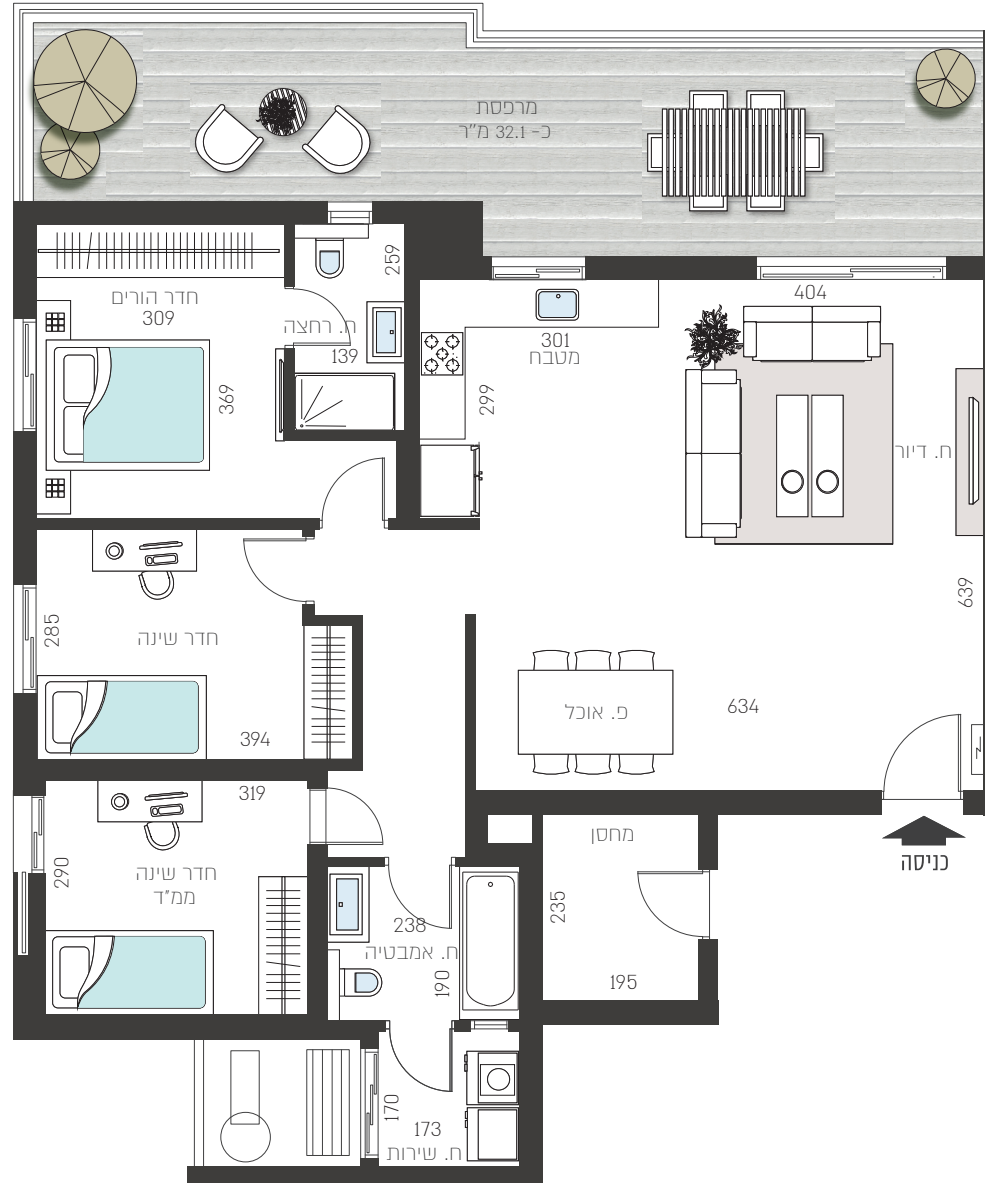 מרפסת
כ- 32.1 מ"ר
259
חדר הורים
309
404
ח. רחצה
139
301
מטבח
369
299
ח. דיור
639
285
חדר שינה
394
פ. אוכל
634
319
290
חדר שינה
ממ"ד
מחסן
כניסה
235
195
238
ח. אמבטיה
190
170
173
ח. שירות